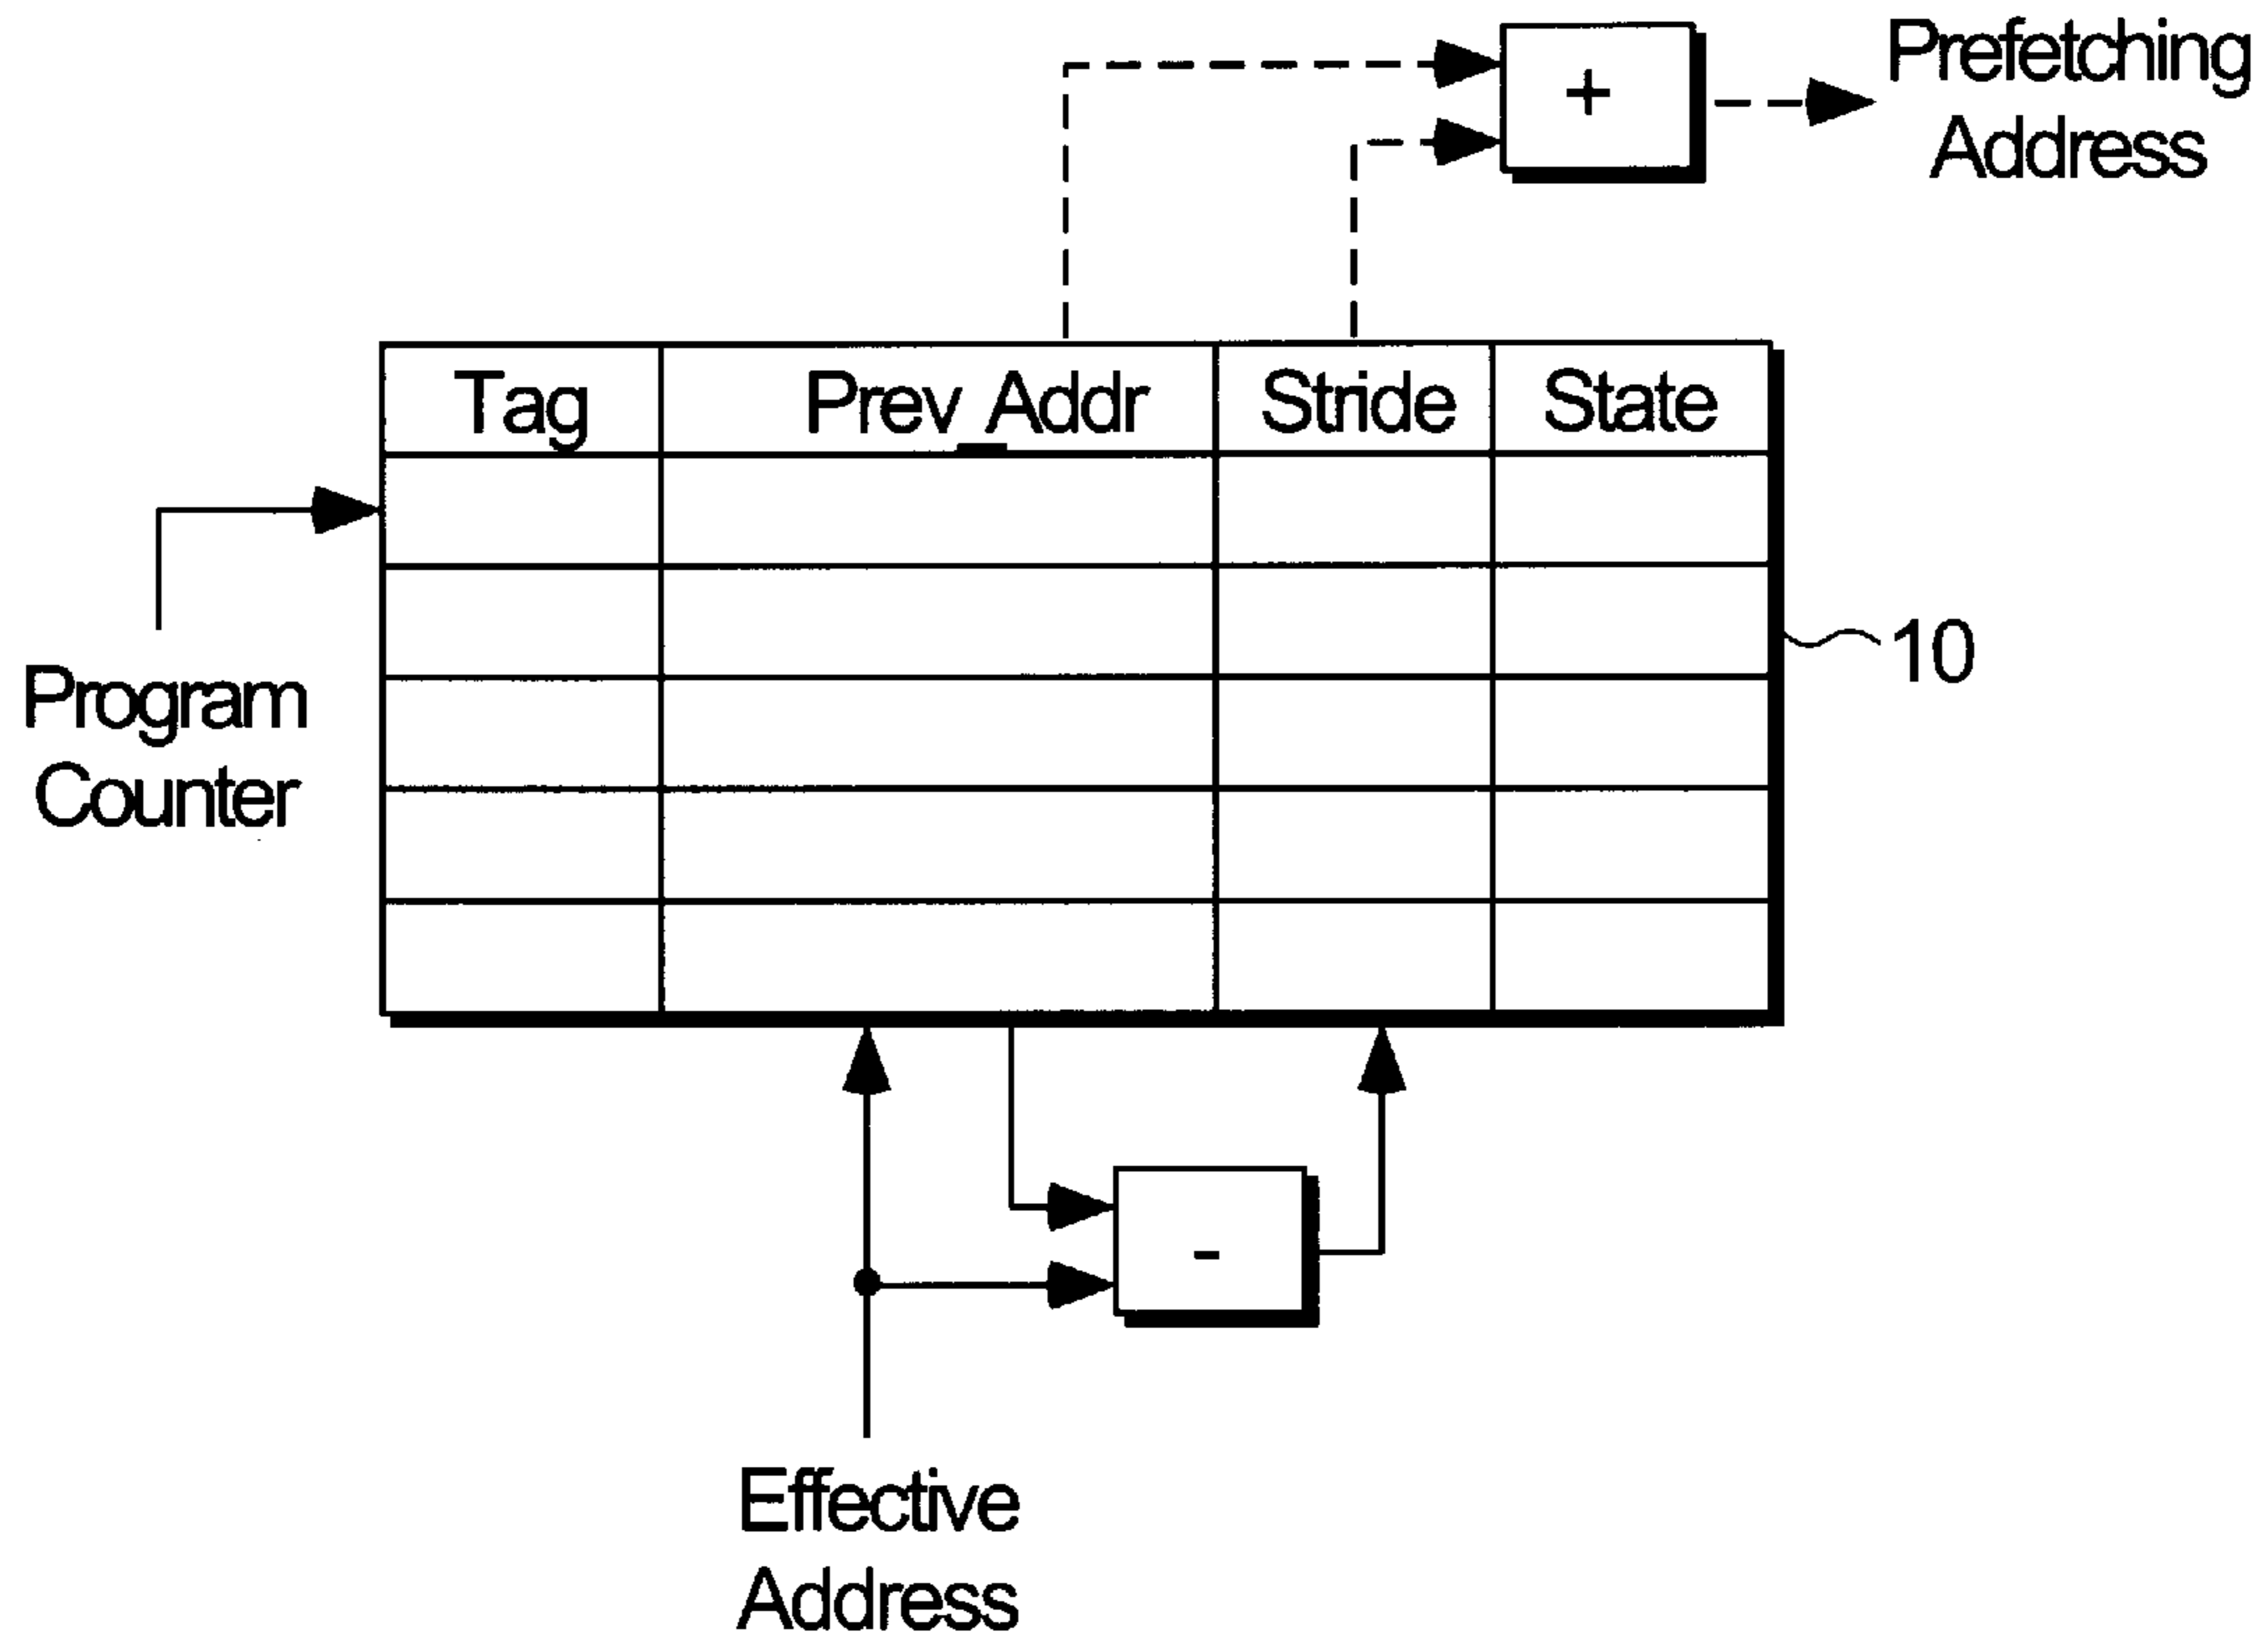 +
Prefetching
Address
Tag Prev_Addr Stride State
10
Program
Counter
-
Effective
Address